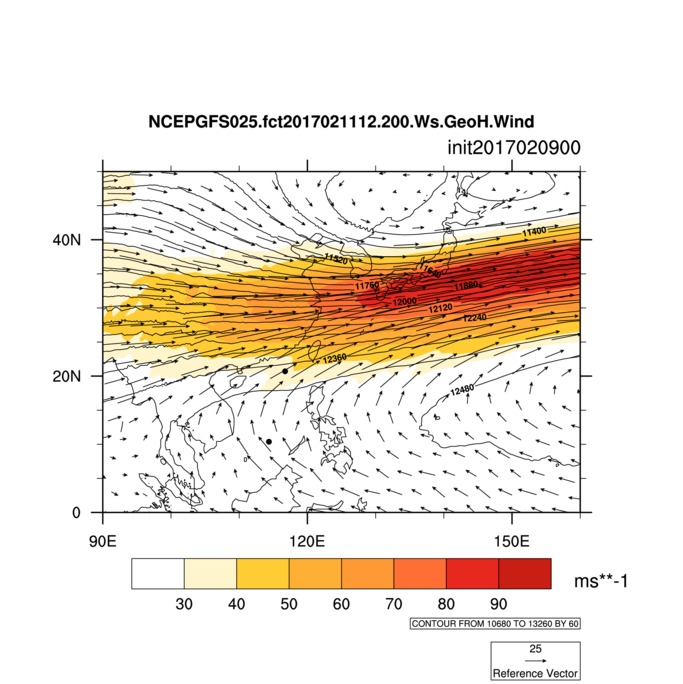 NCEPGFS025.fct2017021112.200.Ws.GeoH.Wind
init2017020900
40N
20N
0
11400
11520
11640
11760
11880
12000
12120
12240
12360
12480
0
90E 120E 150E
30 40 50 60 70 80 90
ms**-1
CONTOUR FROM 10680 TO 13260 BY 60
25
Reference Vector